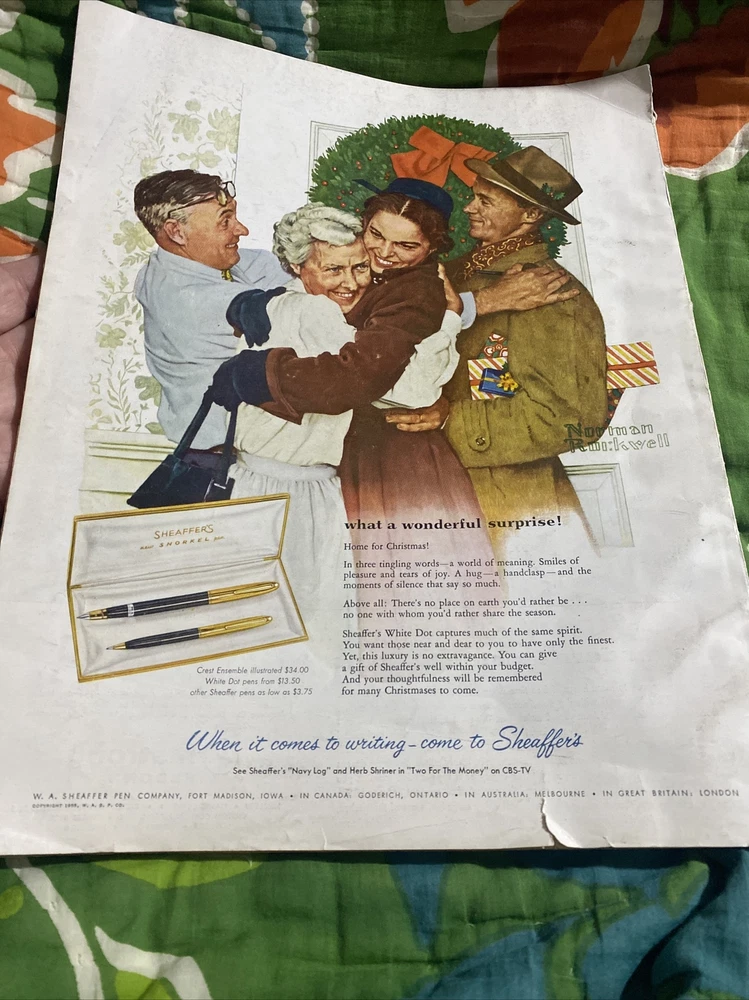 Norman
Rockwell
SHEAFFER'S
NEW SNORKEL PEN
what a wonderful surprise!
Home for Christmas!
In three tingling words—a world of meaning. Smiles of
pleasure and tears of joy. A hug—a handclasp—and the
moments of silence that say so much.
Above all: There's no place on earth you'd rather be . . .
no one with whom you'd rather share the season.
Sheaffer's White Dot captures much of the same spirit.
You want those near and dear to you to have only the finest.
Yet, this luxury is no extravagance. You can give
a gift of Sheaffer's well within your budget.
And your thoughtfulness will be remembered
for many Christmases to come.
Crest Ensemble illustrated $34.00
White Dot pens from $13.50
other Sheaffer pens as low as $3.75
When it comes to writing – come to Sheaffer's
See Sheaffer's "Navy Log" and Herb Shriner in "Two For The Money" on CBS-TV
W. A. SHEAFFER PEN COMPANY, FORT MADISON, IOWA • IN CANADA: GODERICH, ONTARIO • IN AUSTRALIA: MELBOURNE • IN GREAT BRITAIN: LONDON
COPYRIGHT 1955, W. A. S. P. CO.